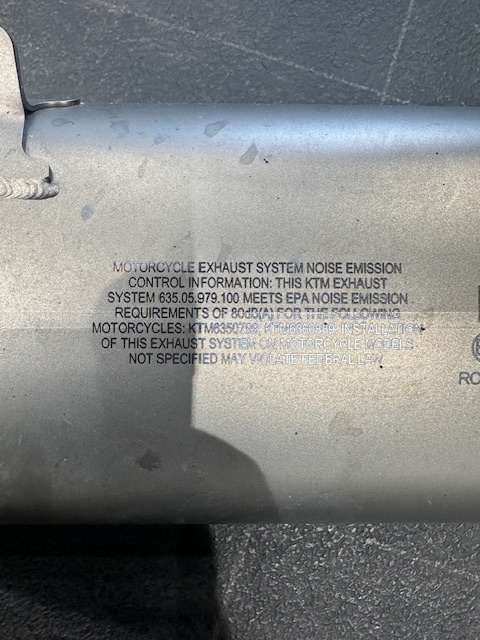 MOTORCYCLE EXHAUST SYSTEM NOISE EMISSION
CONTROL INFORMATION: THIS KTM EXHAUST
SYSTEM 635.05.979.100 MEETS EPA NOISE EMISSION
REQUIREMENTS OF 80dB(A) FOR THE FOLLOWING
MOTORCYCLES: KTM6350799, INSTALLATION
OF THIS EXHAUST SYSTEM ON MOTORCYCLE MODELS
NOT SPECIFIED MAY VIOLATE FEDERAL LAW
RO